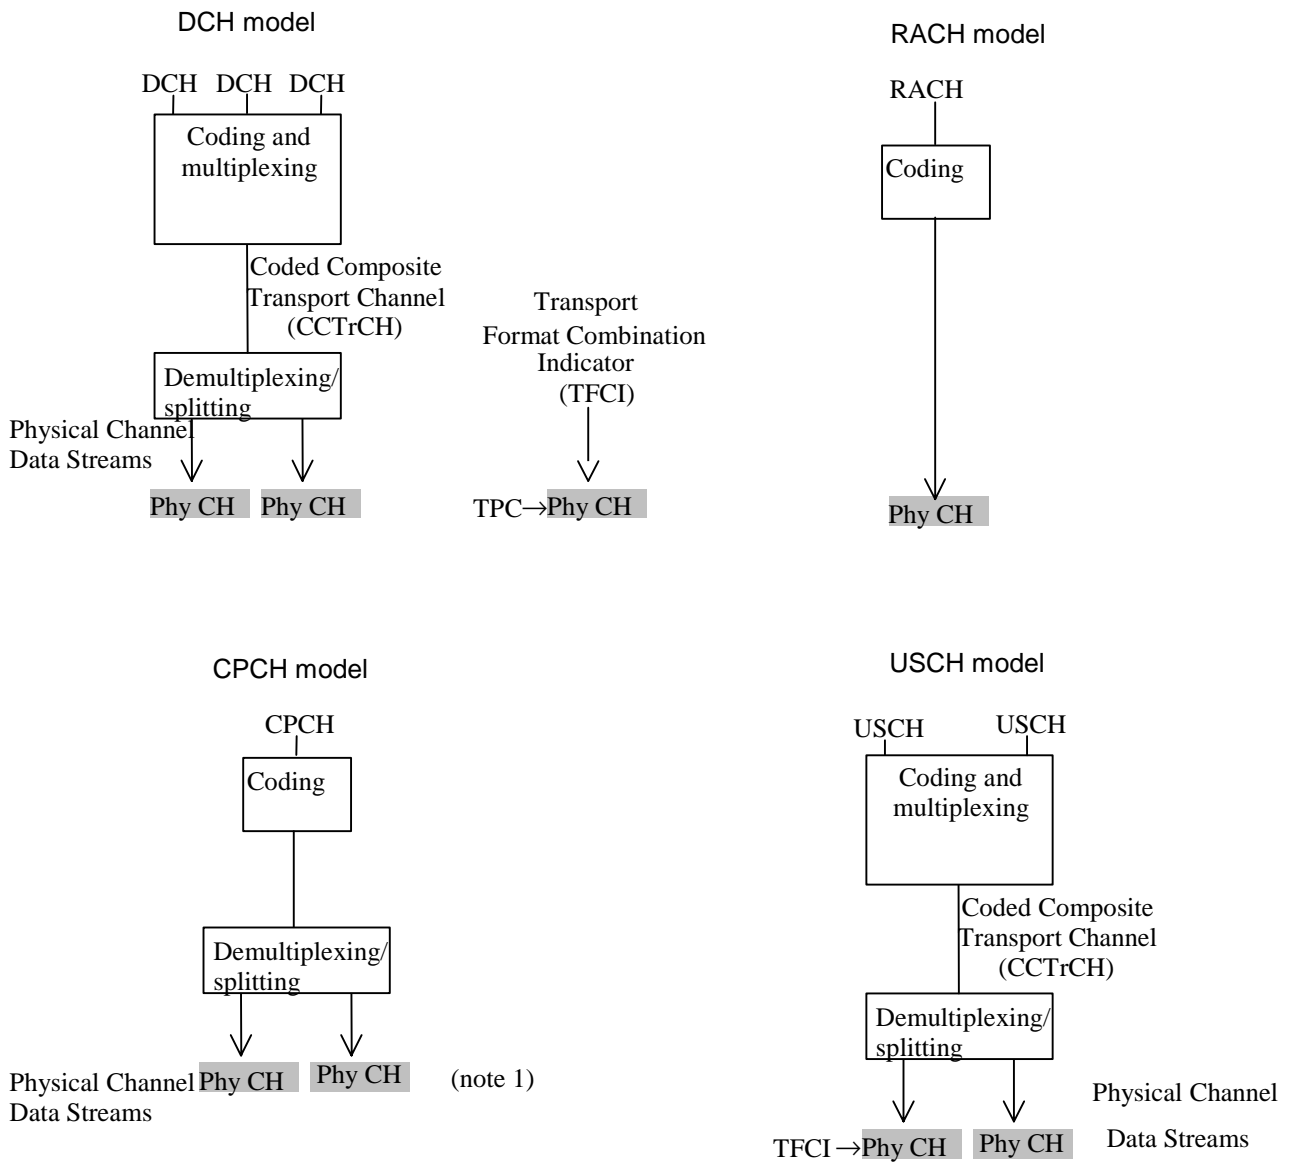 DCH model
DCH DCH DCH
Coding and
multiplexing
Coded Composite
Transport Channel
(CCTrCH)
Demultiplexing/
splitting
Physical Channel
Data Streams
Phy CH Phy CH
Transport
Format Combination
Indicator
(TFCI)
TPC→Phy CH
RACH model
RACH
Coding
Phy CH
CPCH model
CPCH
Coding
Demultiplexing/
splitting
Physical Channel
Data Streams
Phy CH Phy CH (note 1)
USCH model
USCH USCH
Coding and
multiplexing
Coded Composite
Transport Channel
(CCTrCH)
Demultiplexing/
splitting
Physical Channel
Data Streams
TFCI→Phy CH Phy CH